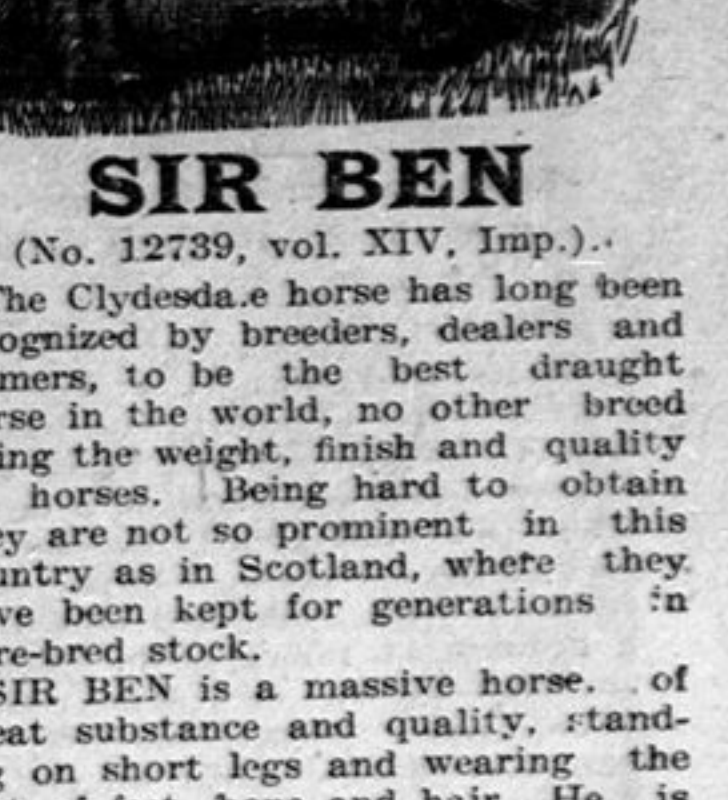 SIR BEN
(No. 12739, vol. XIV, Imp.).
The Clydesda.e horse has long been
ognized by breeders, dealers and
mers, to be the best draught
rse in the world, no other breed
ing the weight, finish and quality
horses. Being hard to obtain
ey are not so prominent in this
untry as in Scotland, where they
ve been kept for generations in
re-bred stock.
SIR BEN is a massive horse. of
eat substance and quality, stand-
g on short legs and wearing the
hair. He is